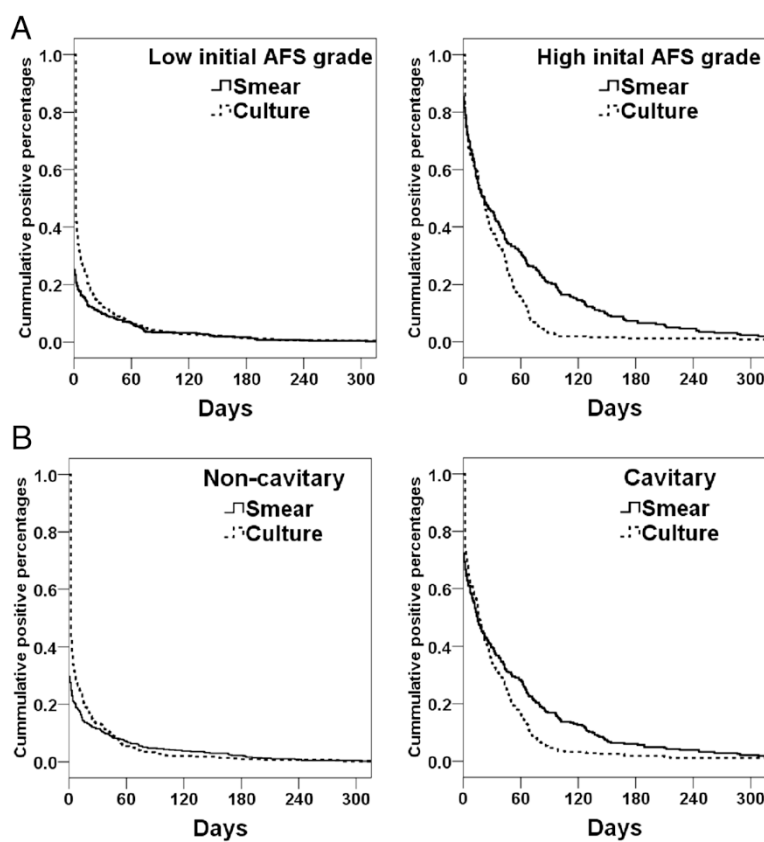 A
Low initial AFS grade
Smear
Culture
Cummulative positive percentages
1.0
0.8
0.6
0.4
0.2
0.0
0 60 120 180 240 300
Days
High inital AFS grade
Smear
Culture
Cummulative positive percentages
1.0
0.8
0.6
0.4
0.2
0.0
0 60 120 180 240 300
Days
B
Non-cavitary
Smear
Culture
Cummulative positive percentages
1.0
0.8
0.6
0.4
0.2
0.0
0 60 120 180 240 300
Days
Cavitary
Smear
Culture
Cummulative positive percentages
1.0
0.8
0.6
0.4
0.2
0.0
0 60 120 180 240 300
Days